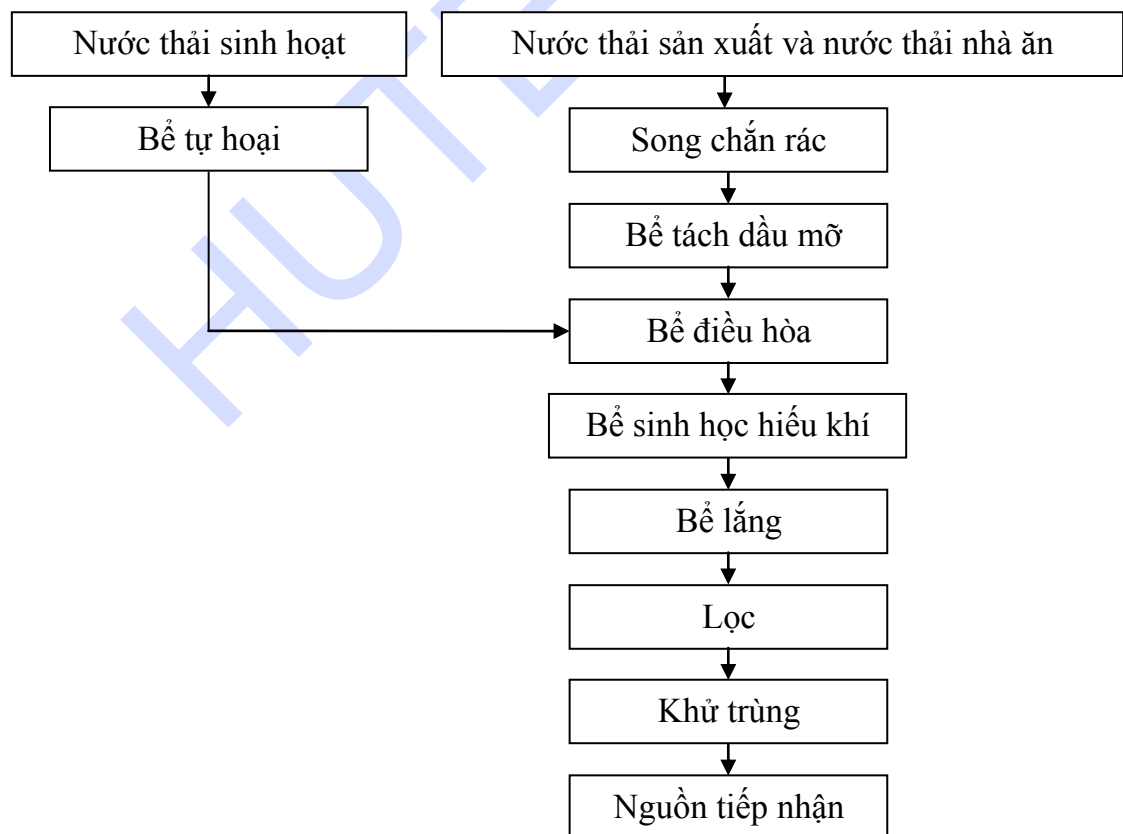 Nước thải sinh hoạt
Nước thải sản xuất và nước thải nhà ăn
Bể tự hoại
Song chắn rác
Bể tách dầu mỡ
Bể điều hòa
Bể sinh học hiếu khí
Bể lắng
Lọc
Khử trùng
Nguồn tiếp nhận